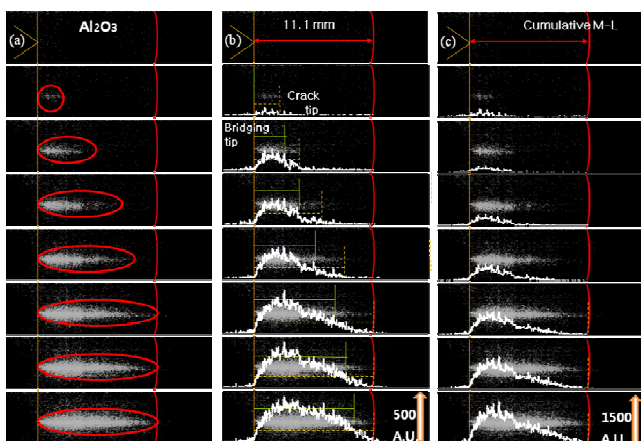 (a)
Al2O3
(b)
11.1 mm
(c)
Cumulative M-L
Crack
tip
Bridging
tip
500
A.U.
1500
A.U.